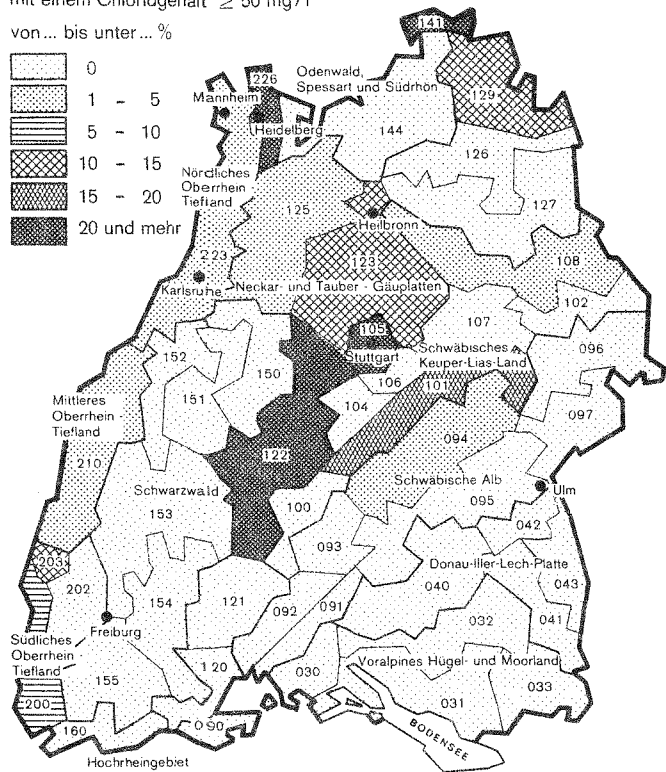 mit einem Chloridgehalt ≥ 50 mg/l
von ... bis unter ... %
0
1 - 5
5 - 10
10 - 15
15 - 20
20 und mehr
141
226
Mannheim
Heidelberg
Odenwald,
Spessart und Südrhön
129
144
126
Nördliches
Oberrhein
Tiefland
125
127
Heilbronn
223
123
108
Karlsruhe
Neckar- und Tauber - Gäuplatten
102
105
107
152
150
Stuttgart
Schwäbisches
Keuper-Lias-Land
096
106
101
151
104
097
Mittleres
Oberrhein -
Tiefland
094
210
122
Schwäbische Alb
Schwarzwald
095
Ulm
153
100
042
093
203
Donau-Iller-Lech-Platte
202
040
043
154
121
092
091
032
041
Freiburg
Südliches
Oberrhein
Tiefland
120
030
Voralpines Hügel- und Moorland
155
033
200
031
160
090
BODENSEE
Hochrheingebiet